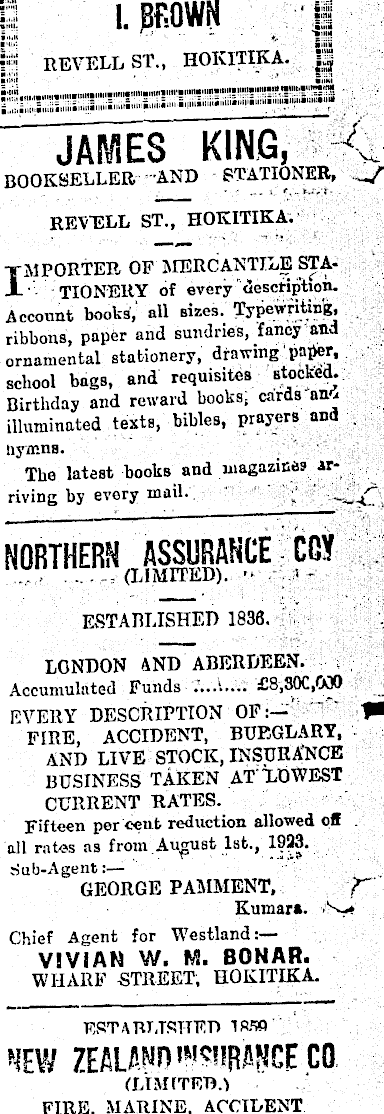 I. BROWN
REVELL ST., HOKITIKA.
JAMES KING,
BOOKSELLER AND STATIONER,
REVELL ST., HOKITIKA.
IMPORTER OF MERCANTILE STA-
TIONERY of every description.
Account books, all sizes. Typewriting,
ribbons, paper and sundries, fancy and
ornamental stationery, drawing paper,
school bags, and requisites stocked.
Birthday and reward books, cards and
illuminated texts, bibles, prayers and
hymns.
The latest books and magazines ar-
riving by every mail.
NORTHERN ASSURANCE COY
(LIMITED).
ESTABLISHED 1836.
LONDON AND ABERDEEN.
Accumulated Funds ........ £8,300,000
EVERY DESCRIPTION OF:—
FIRE, ACCIDENT, BURGLARY,
AND LIVE STOCK, INSURANCE
BUSINESS TAKEN AT LOWEST
CURRENT RATES.
Fifteen per cent reduction allowed off
all rates as from August 1st., 1923.
Sub-Agent:—
GEORGE PAMMENT,
Kumara.
Chief Agent for Westland:—
VIVIAN W. M. BONAR.
WHARF STREET, HOKITIKA.
ESTABLISHED 1859
NEW ZEALAND INSURANCE CO
(LIMITED.)
FIRE, MARINE, ACCILENT